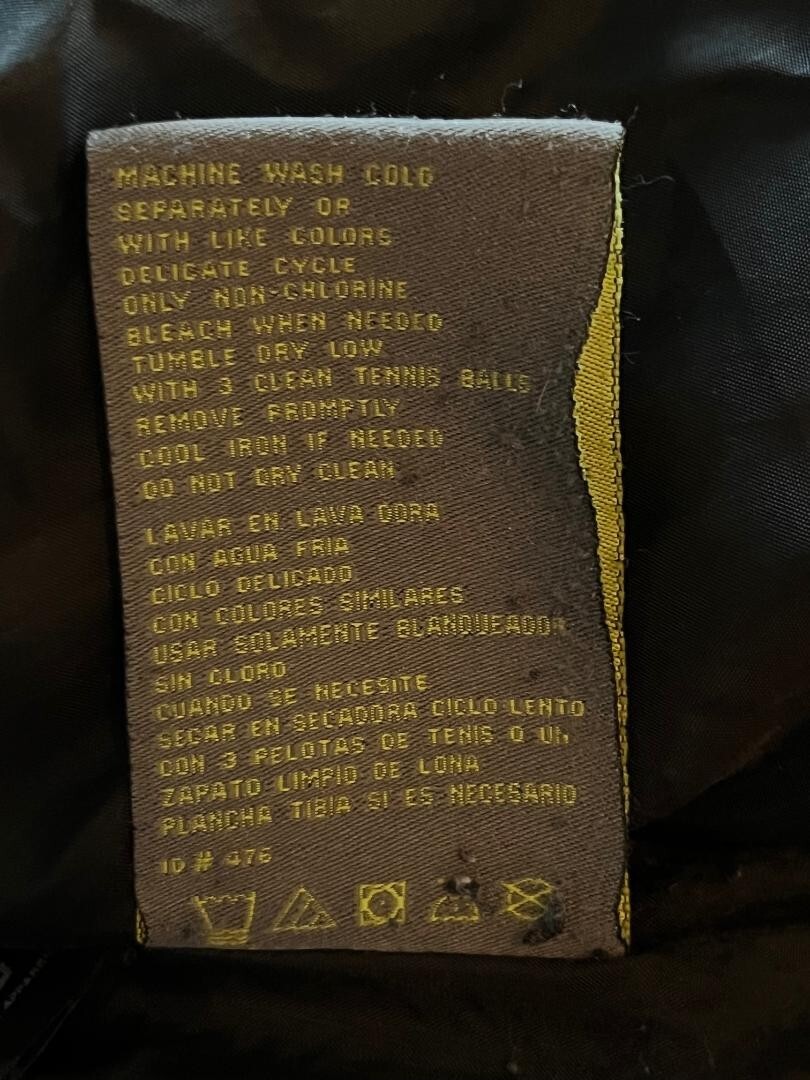 MACHINE WASH COLD
SEPARATELY OR
WITH LIKE COLORS
DELICATE CYCLE
ONLY NON-CHLORINE
BLEACH WHEN NEEDED
TUMBLE DRY LOW
WITH 3 CLEAN TENNIS BALLS
REMOVE PROMPTLY
COOL IRON IF NEEDED
DO NOT DRY CLEAN
LAVAR EN LAVA DORA
CON AGUA FRIA
CICLO DELICADO
CON COLORES SIMILARES
USAR SOLAMENTE BLANQUEADOR
SIN CLORO
CUANDO SE NECESITE
SECAR EN SECADORA CICLO LENTO
CON 3 PELOTAS DE TENIS O UN
ZAPATO LIMPIO DE LONA
PLANCHA TIBIA SI ES NECESARIO
ID # 476